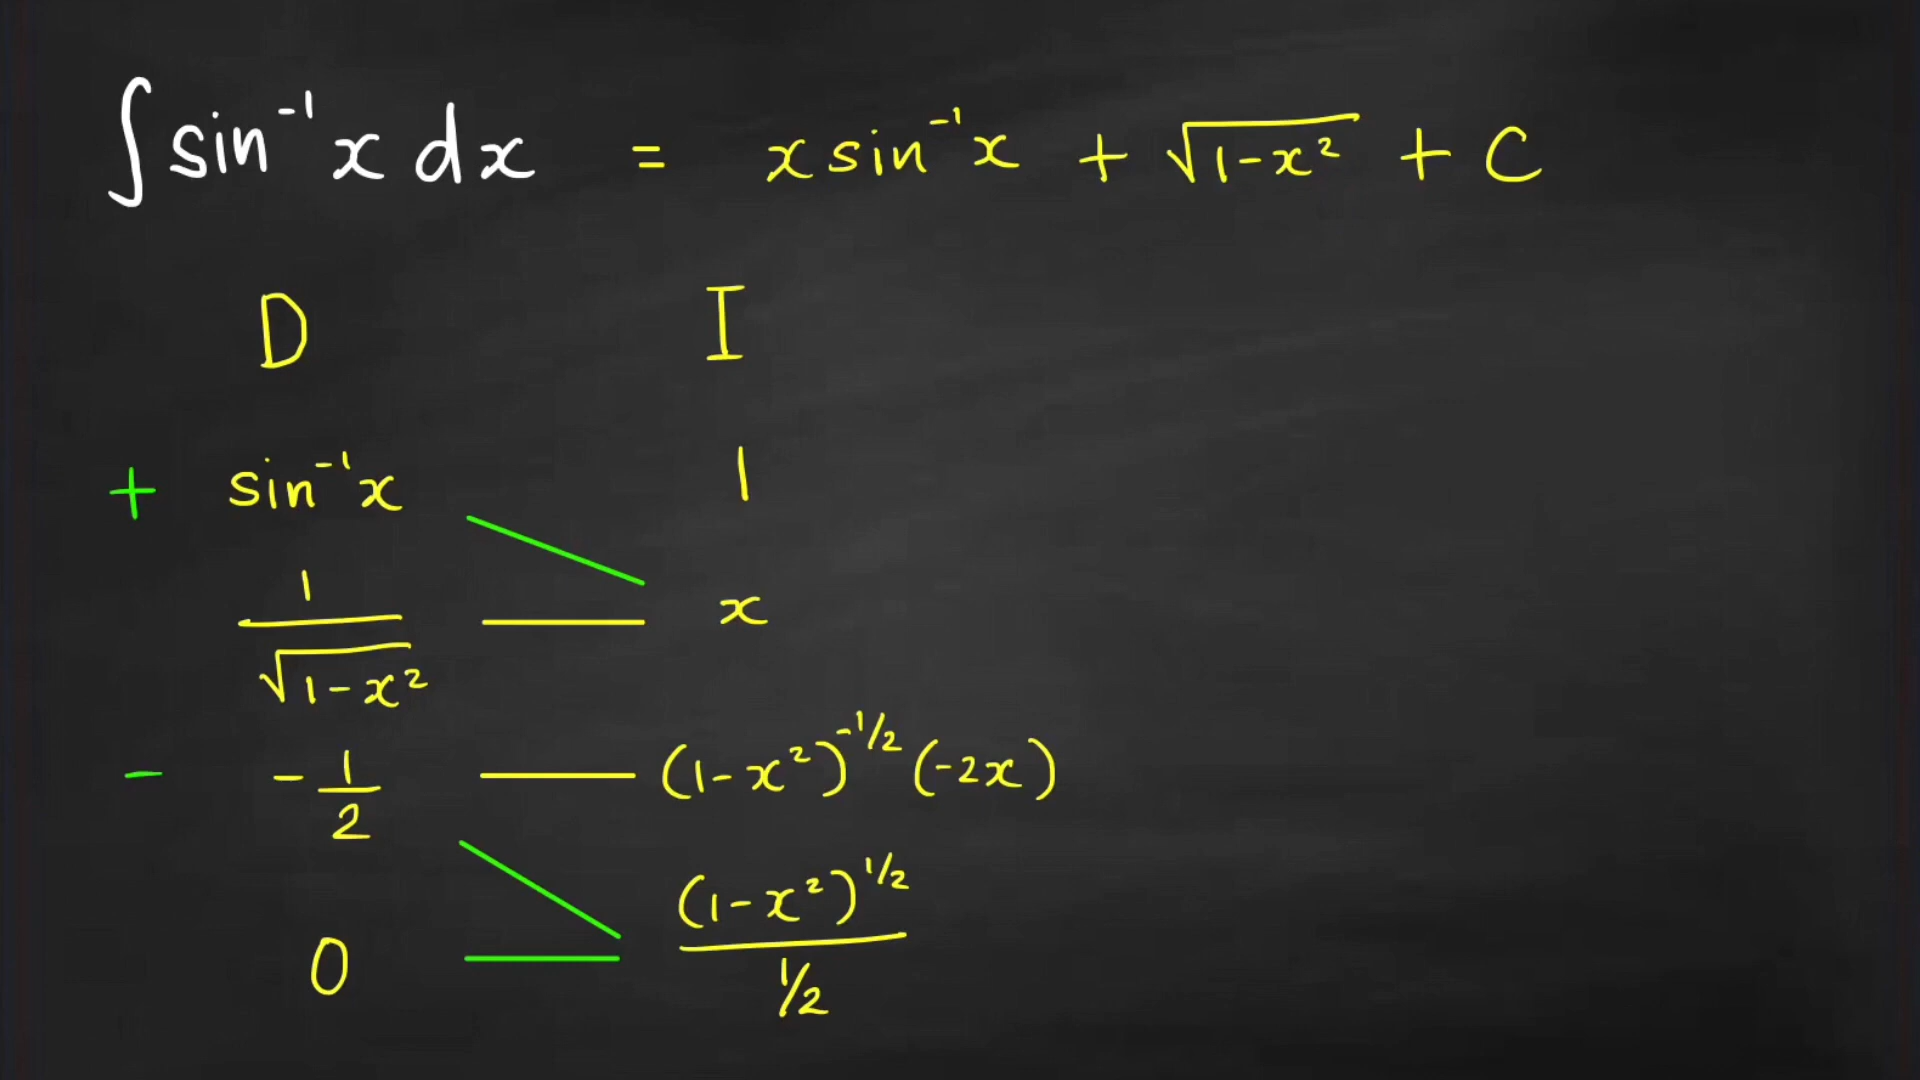 ∫ sin⁻¹ x dx = x sin⁻¹x + √(1-x²) + C
D I
+ sin⁻¹x 1
1/√(1-x²) x
- -1/2 (1-x²)^(-1/2) (-2x)
0 (1-x²)^(1/2) / (1/2)